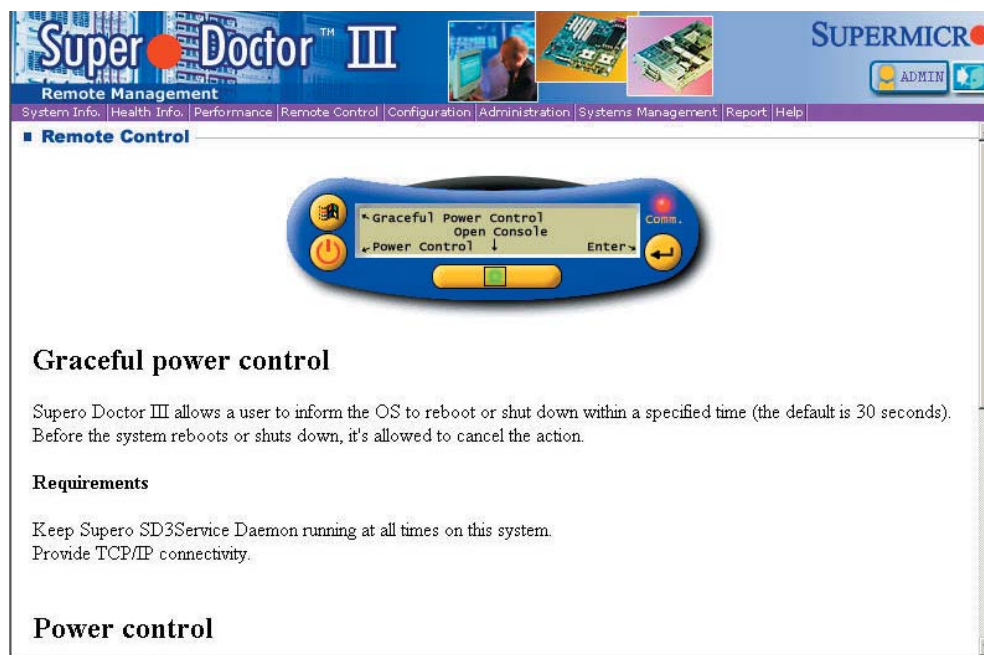 Super Doctor™ III
SUPERMICR
ADMIN
Remote Management
System Info. Health Info. Performance Remote Control Configuration Administration Systems Management Report Help
Remote Control
Graceful Power Control
Open Console
Power Control ↓ Enter
Comm.
Graceful power control
Supero Doctor III allows a user to inform the OS to reboot or shut down within a specified time (the default is 30 seconds).
Before the system reboots or shuts down, it's allowed to cancel the action.
Requirements
Keep Supero SD3Service Daemon running at all times on this system.
Provide TCP/IP connectivity.
Power control